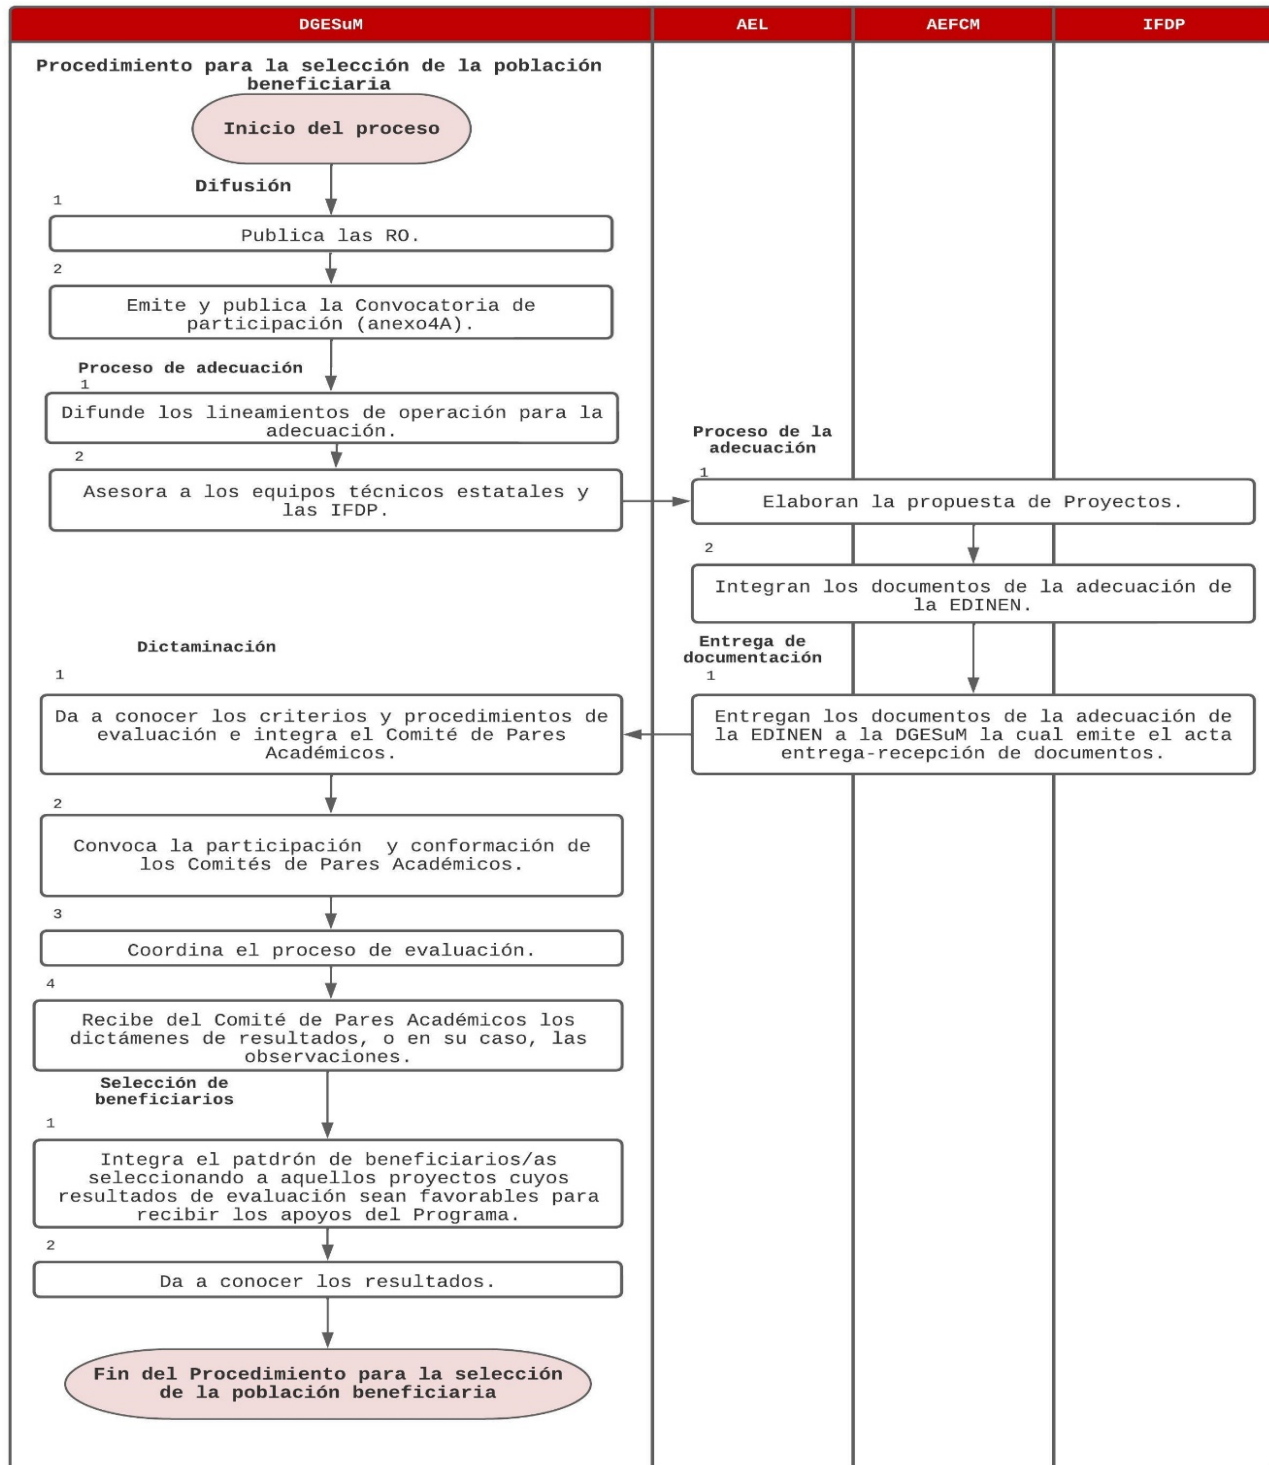 DGESuM
AEL
AEFCM
IFDP
Procedimiento para la selección de la población
beneficiaria
Inicio del proceso
Difusión
1
Publica las RO.
2
Emite y publica la Convocatoria de
participación (anexo4A).
Proceso de adecuación
1
Difunde los lineamientos de operación para la
adecuación.
2
Asesora a los equipos técnicos estatales y
las IFDP.
Proceso de la
adecuación
1
Elaboran la propuesta de Proyectos.
2
Integran los documentos de la adecuación de
la EDINEN.
Entrega de
documentación
1
Entregan los documentos de la adecuación de
la EDINEN a la DGESuM la cual emite el acta
entrega-recepción de documentos.
Dictaminación
1
Da a conocer los criterios y procedimientos de
evaluación e integra el Comité de Pares
Académicos.
2
Convoca la participación  y conformación de
los Comités de Pares Académicos.
3
Coordina el proceso de evaluación.
4
Recibe del Comité de Pares Académicos los
dictámenes de resultados, o en su caso, las
observaciones.
Selección de
beneficiarios
1
Integra el patdrón de beneficiarios/as
seleccionando a aquellos proyectos cuyos
resultados de evaluación sean favorables para
recibir los apoyos del Programa.
2
Da a conocer los resultados.
Fin del Procedimiento para la selección
de la población beneficiaria